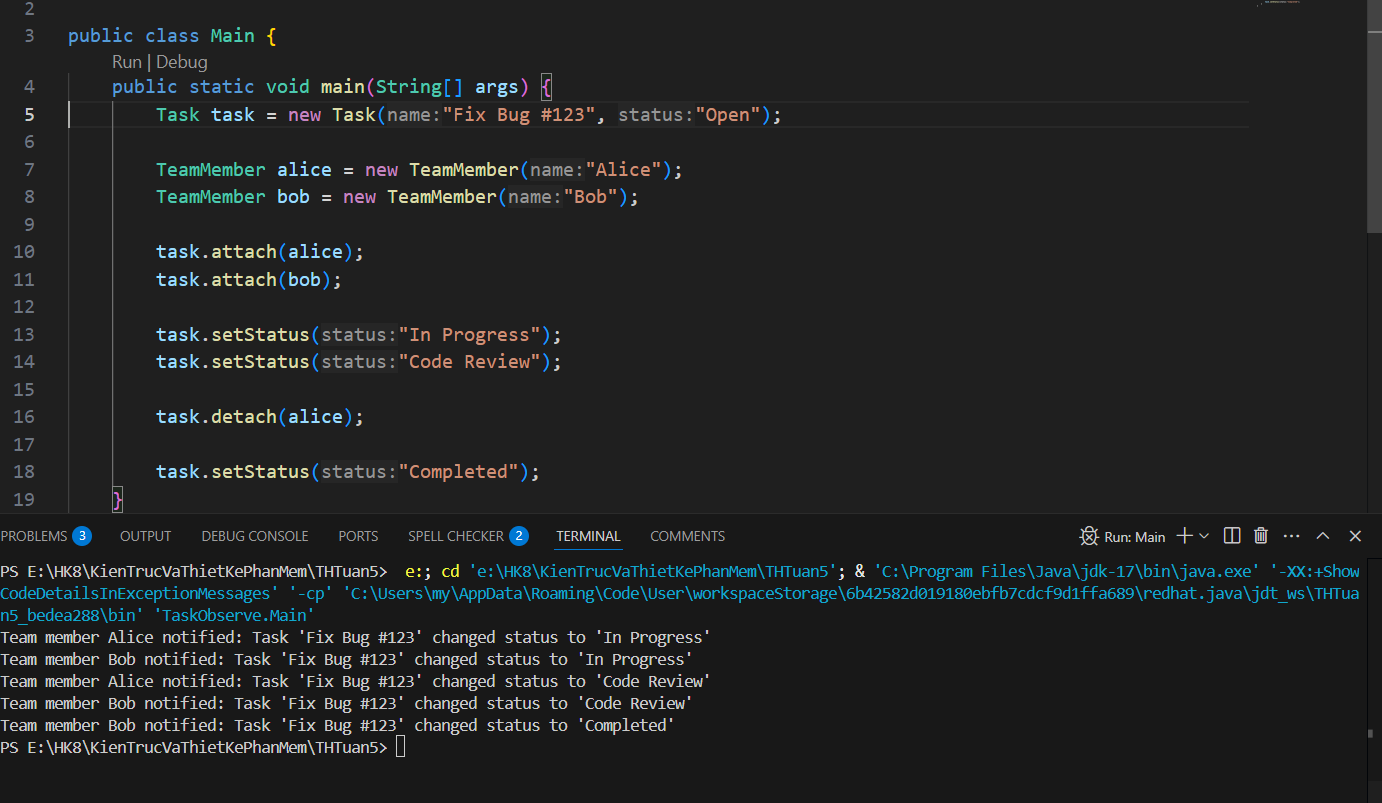 2
3 public class Main {
Run | Debug
4 public static void main(String[] args) {
5 Task task = new Task(name:"Fix Bug #123", status:"Open");
6
7 TeamMember alice = new TeamMember(name:"Alice");
8 TeamMember bob = new TeamMember(name:"Bob");
9
10 task.attach(alice);
11 task.attach(bob);
12
13 task.setStatus(status:"In Progress");
14 task.setStatus(status:"Code Review");
15
16 task.detach(alice);
17
18 task.setStatus(status:"Completed");
19 }
PROBLEMS 3 OUTPUT DEBUG CONSOLE PORTS SPELL CHECKER 2 TERMINAL COMMENTS Run: Main
PS E:\HK8\KienTrucVaThietKePhanMem\THTuan5> e:; cd 'e:\HK8\KienTrucVaThietKePhanMem\THTuan5'; & 'C:\Program Files\Java\jdk-17\bin\java.exe' '-XX:+Show
CodeDetailsInExceptionMessages' '-cp' 'C:\Users\my\AppData\Roaming\Code\User\workspaceStorage\6b42582d019180ebfb7cdcf9d1ffa689\redhat.java\jdt_ws\THTua
n5_bedea288\bin' 'TaskObserve.Main'
Team member Alice notified: Task 'Fix Bug #123' changed status to 'In Progress'
Team member Bob notified: Task 'Fix Bug #123' changed status to 'In Progress'
Team member Alice notified: Task 'Fix Bug #123' changed status to 'Code Review'
Team member Bob notified: Task 'Fix Bug #123' changed status to 'Code Review'
Team member Bob notified: Task 'Fix Bug #123' changed status to 'Completed'
PS E:\HK8\KienTrucVaThietKePhanMem\THTuan5>